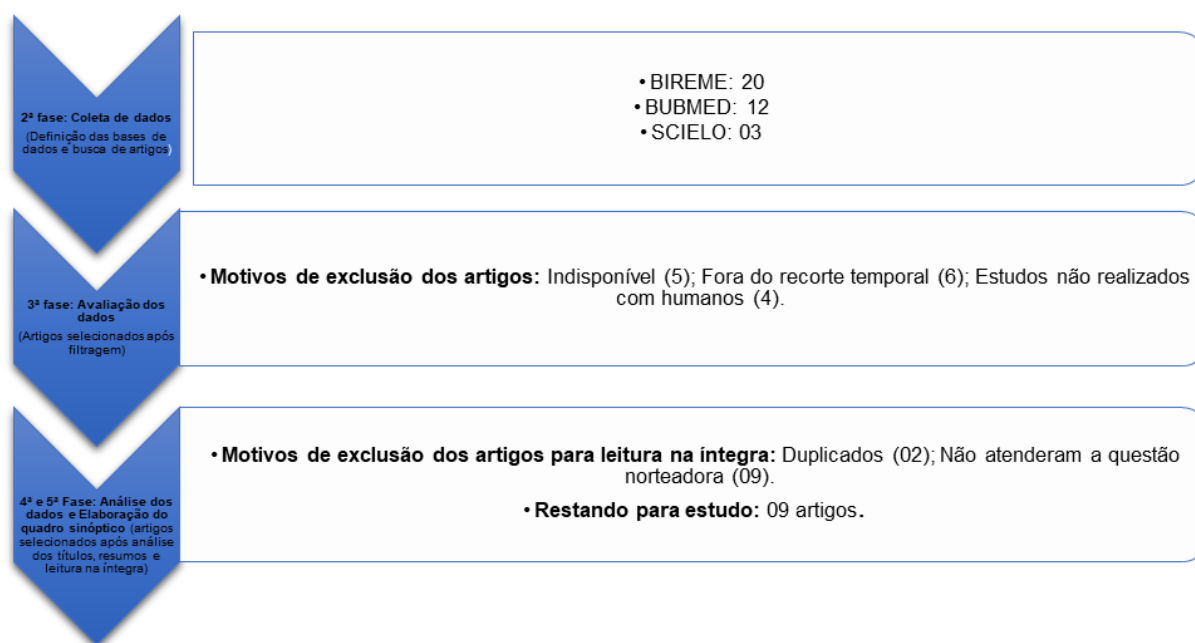 2ª fase: Coleta de dados
(Definição das bases de
dados e busca de artigos)
• BIREME: 20
• BUBMED: 12
• SCIELO: 03
3ª fase: Avaliação dos
dados
(Artigos selecionados após
filtragem)
• Motivos de exclusão dos artigos: Indisponível (5); Fora do recorte temporal (6); Estudos não realizados
com humanos (4).
4ª e 5ª Fase: Análise dos
dados e Elaboração do
quadro sinóptico (artigos
selecionados após análise
dos títulos, resumos e
leitura na íntegra)
• Motivos de exclusão dos artigos para leitura na íntegra: Duplicados (02); Não atenderam a questão
norteadora (09).
• Restando para estudo: 09 artigos.